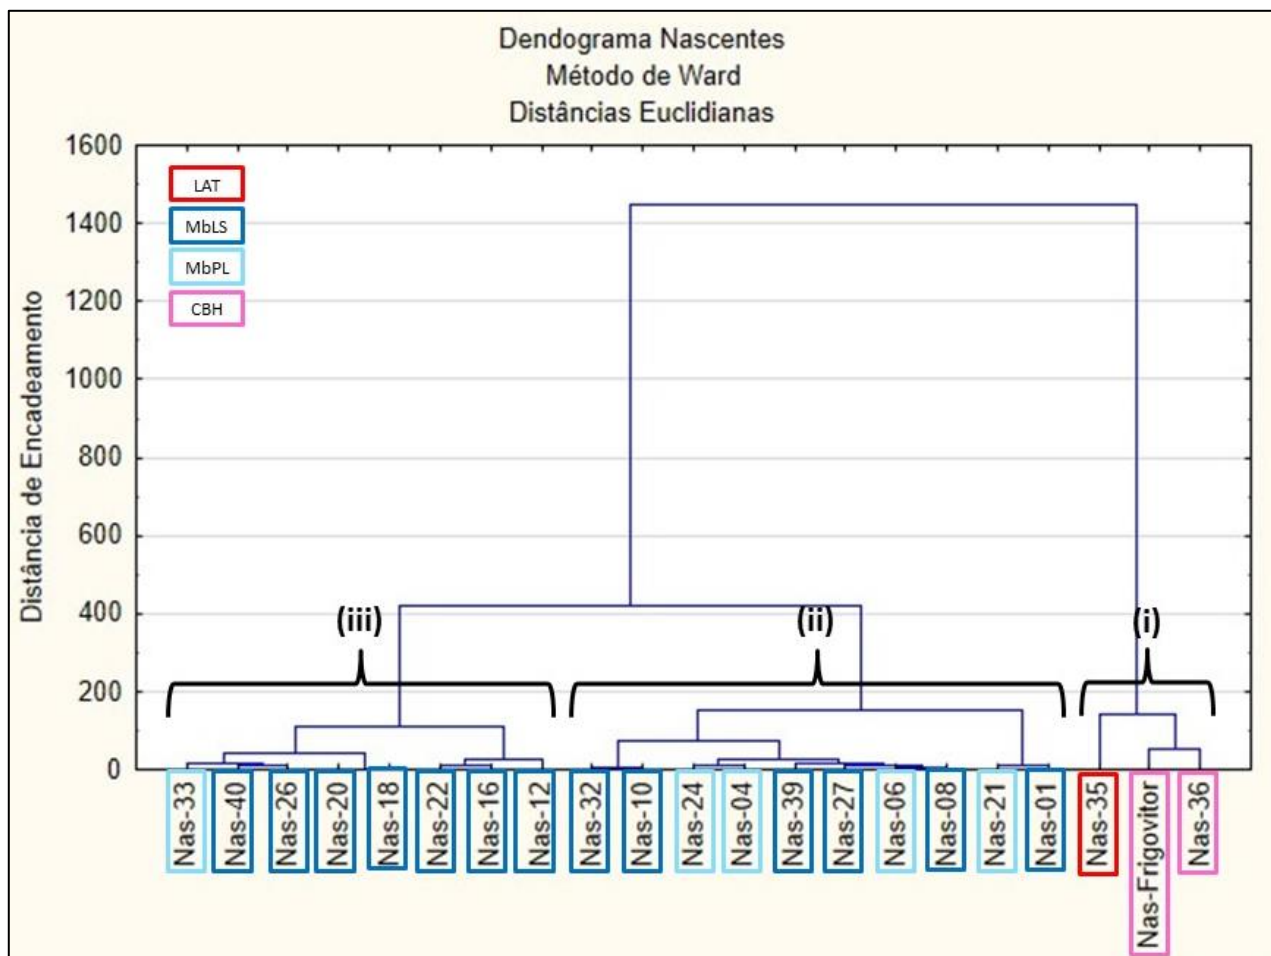 Dendograma Nascentes
Método de Ward
Distâncias Euclidianas
Distância de Encadeamento
1600
1400
1200
1000
800
600
400
200
0
LAT
MbLS
MbPL
CBH
(iii)
(ii)
(i)
Nas-33
Nas-40
Nas-26
Nas-20
Nas-18
Nas-22
Nas-16
Nas-12
Nas-32
Nas-10
Nas-24
Nas-04
Nas-39
Nas-27
Nas-06
Nas-08
Nas-21
Nas-01
Nas-35
Nas-Frigovitor
Nas-36